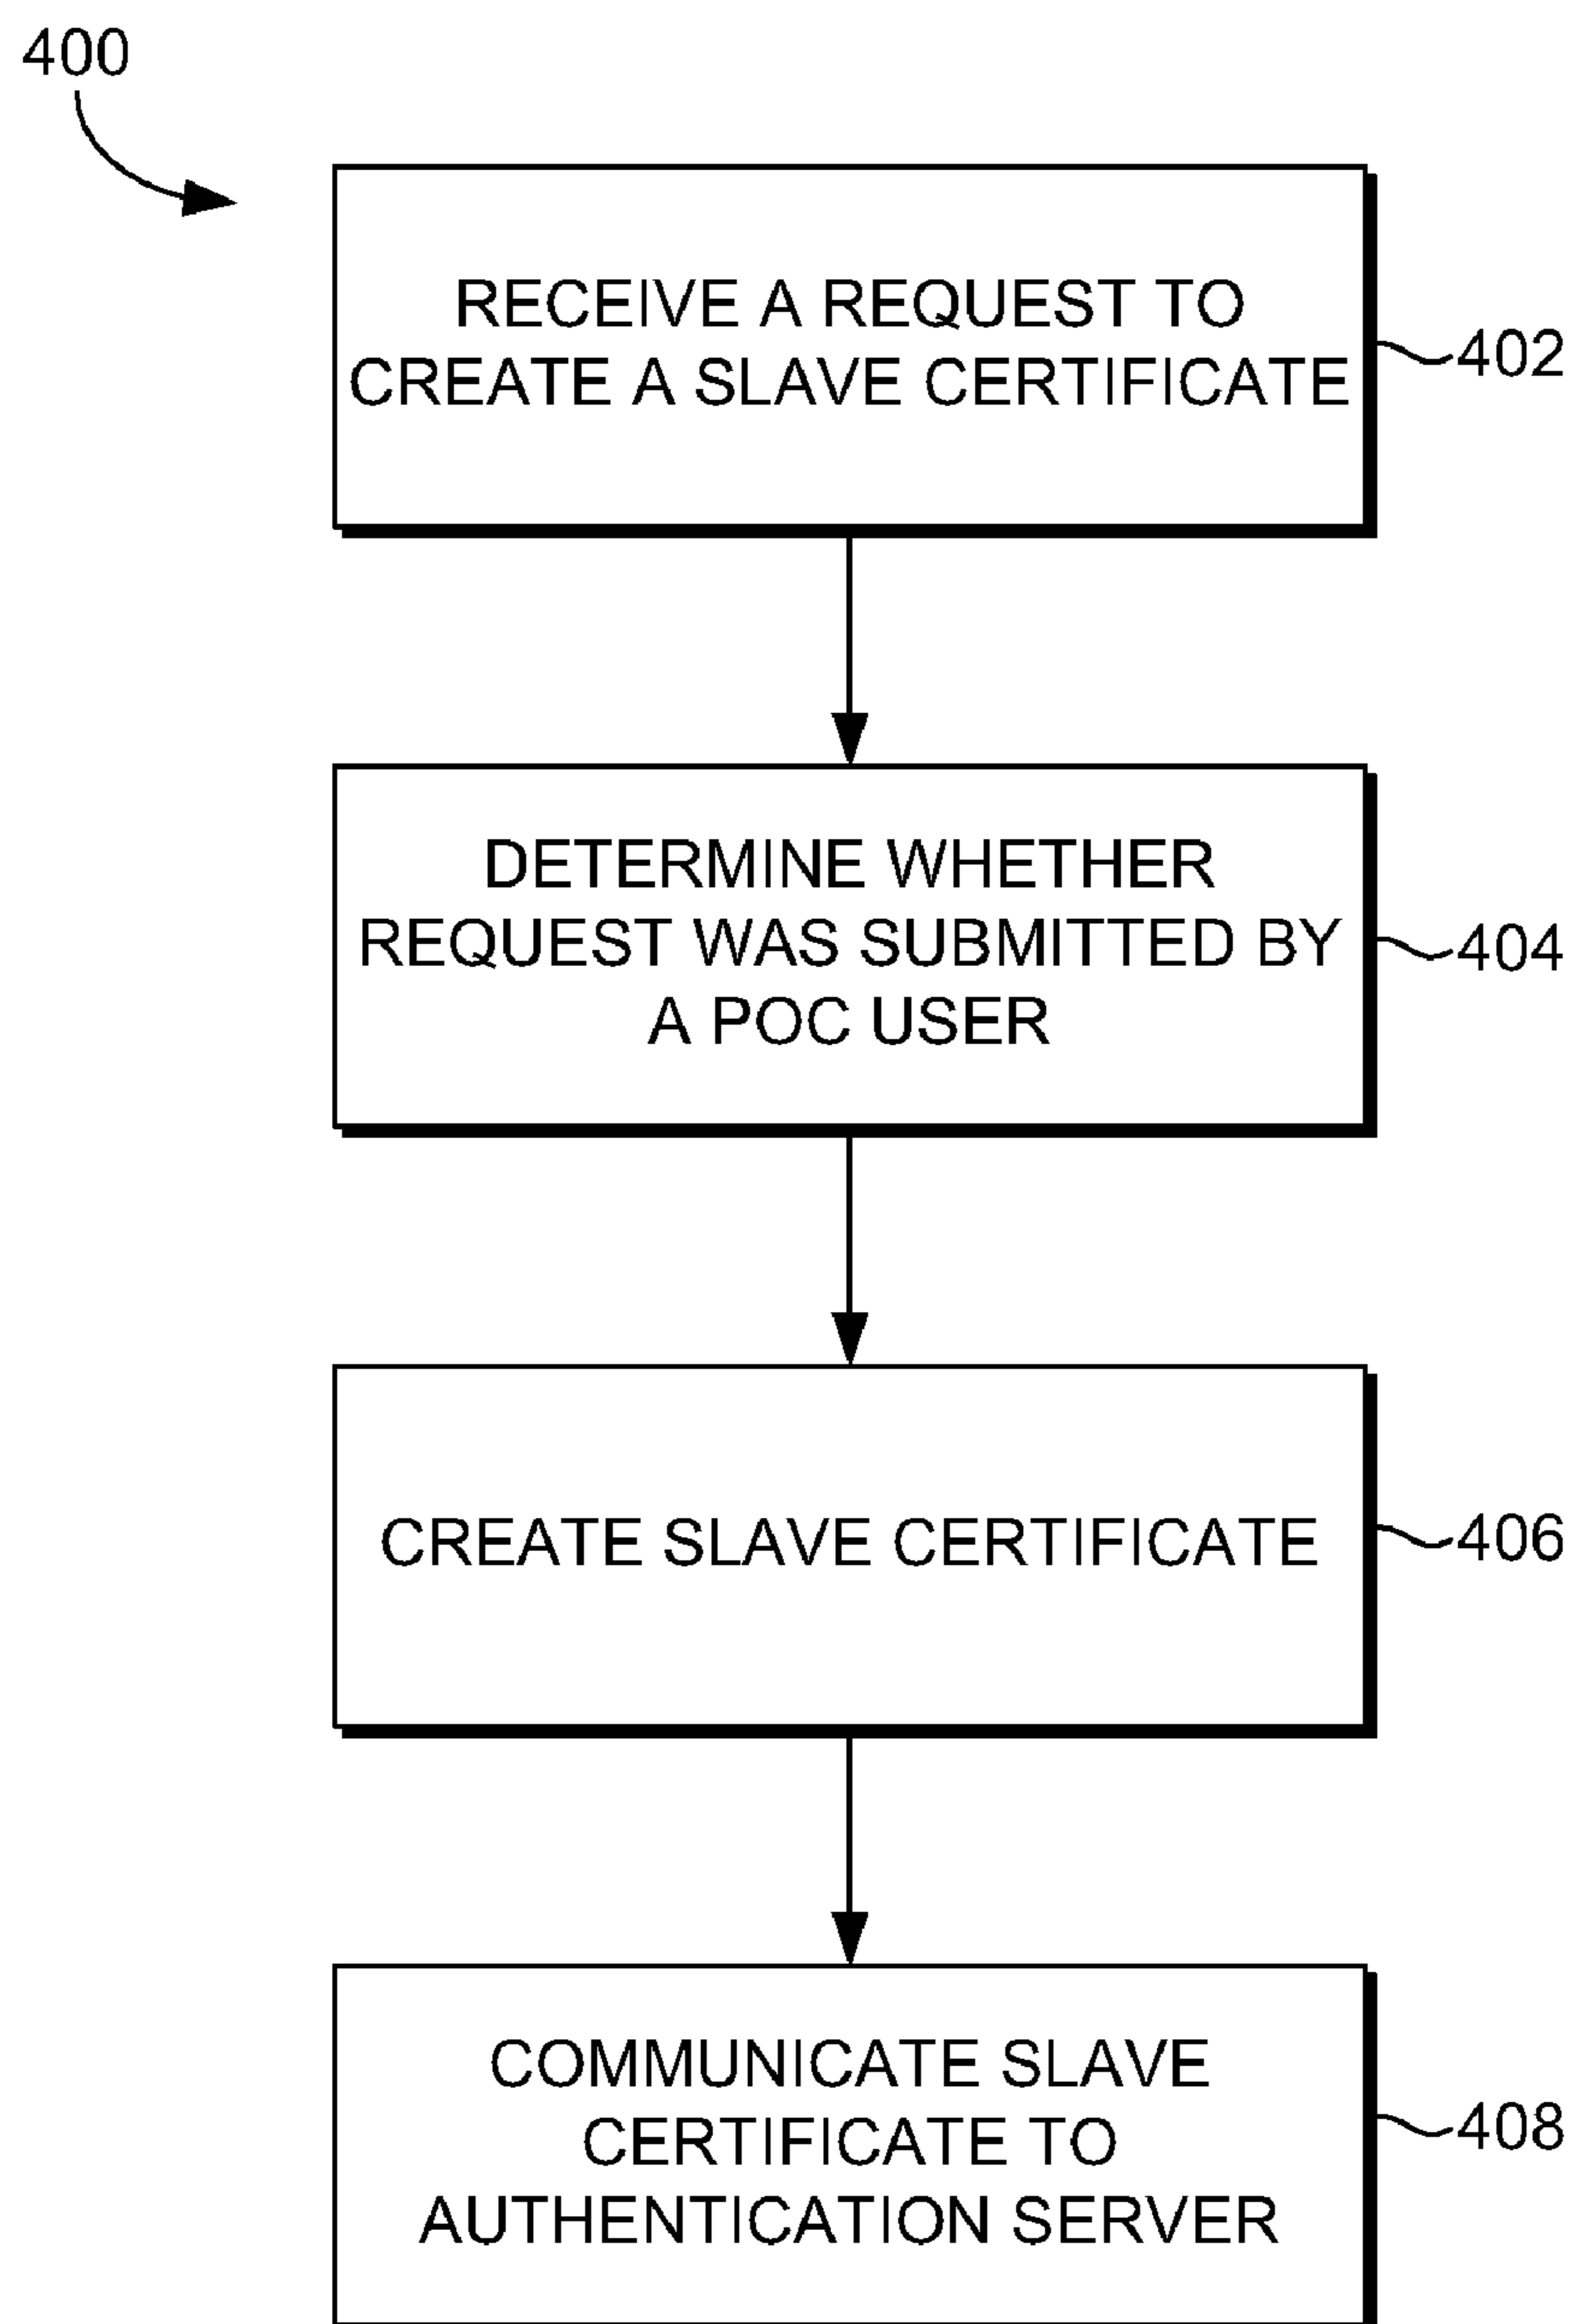 400
RECEIVE A REQUEST TO
CREATE A SLAVE CERTIFICATE
402
DETERMINE WHETHER
REQUEST WAS SUBMITTED BY
A POC USER
404
CREATE SLAVE CERTIFICATE
406
COMMUNICATE SLAVE
CERTIFICATE TO
AUTHENTICATION SERVER
408